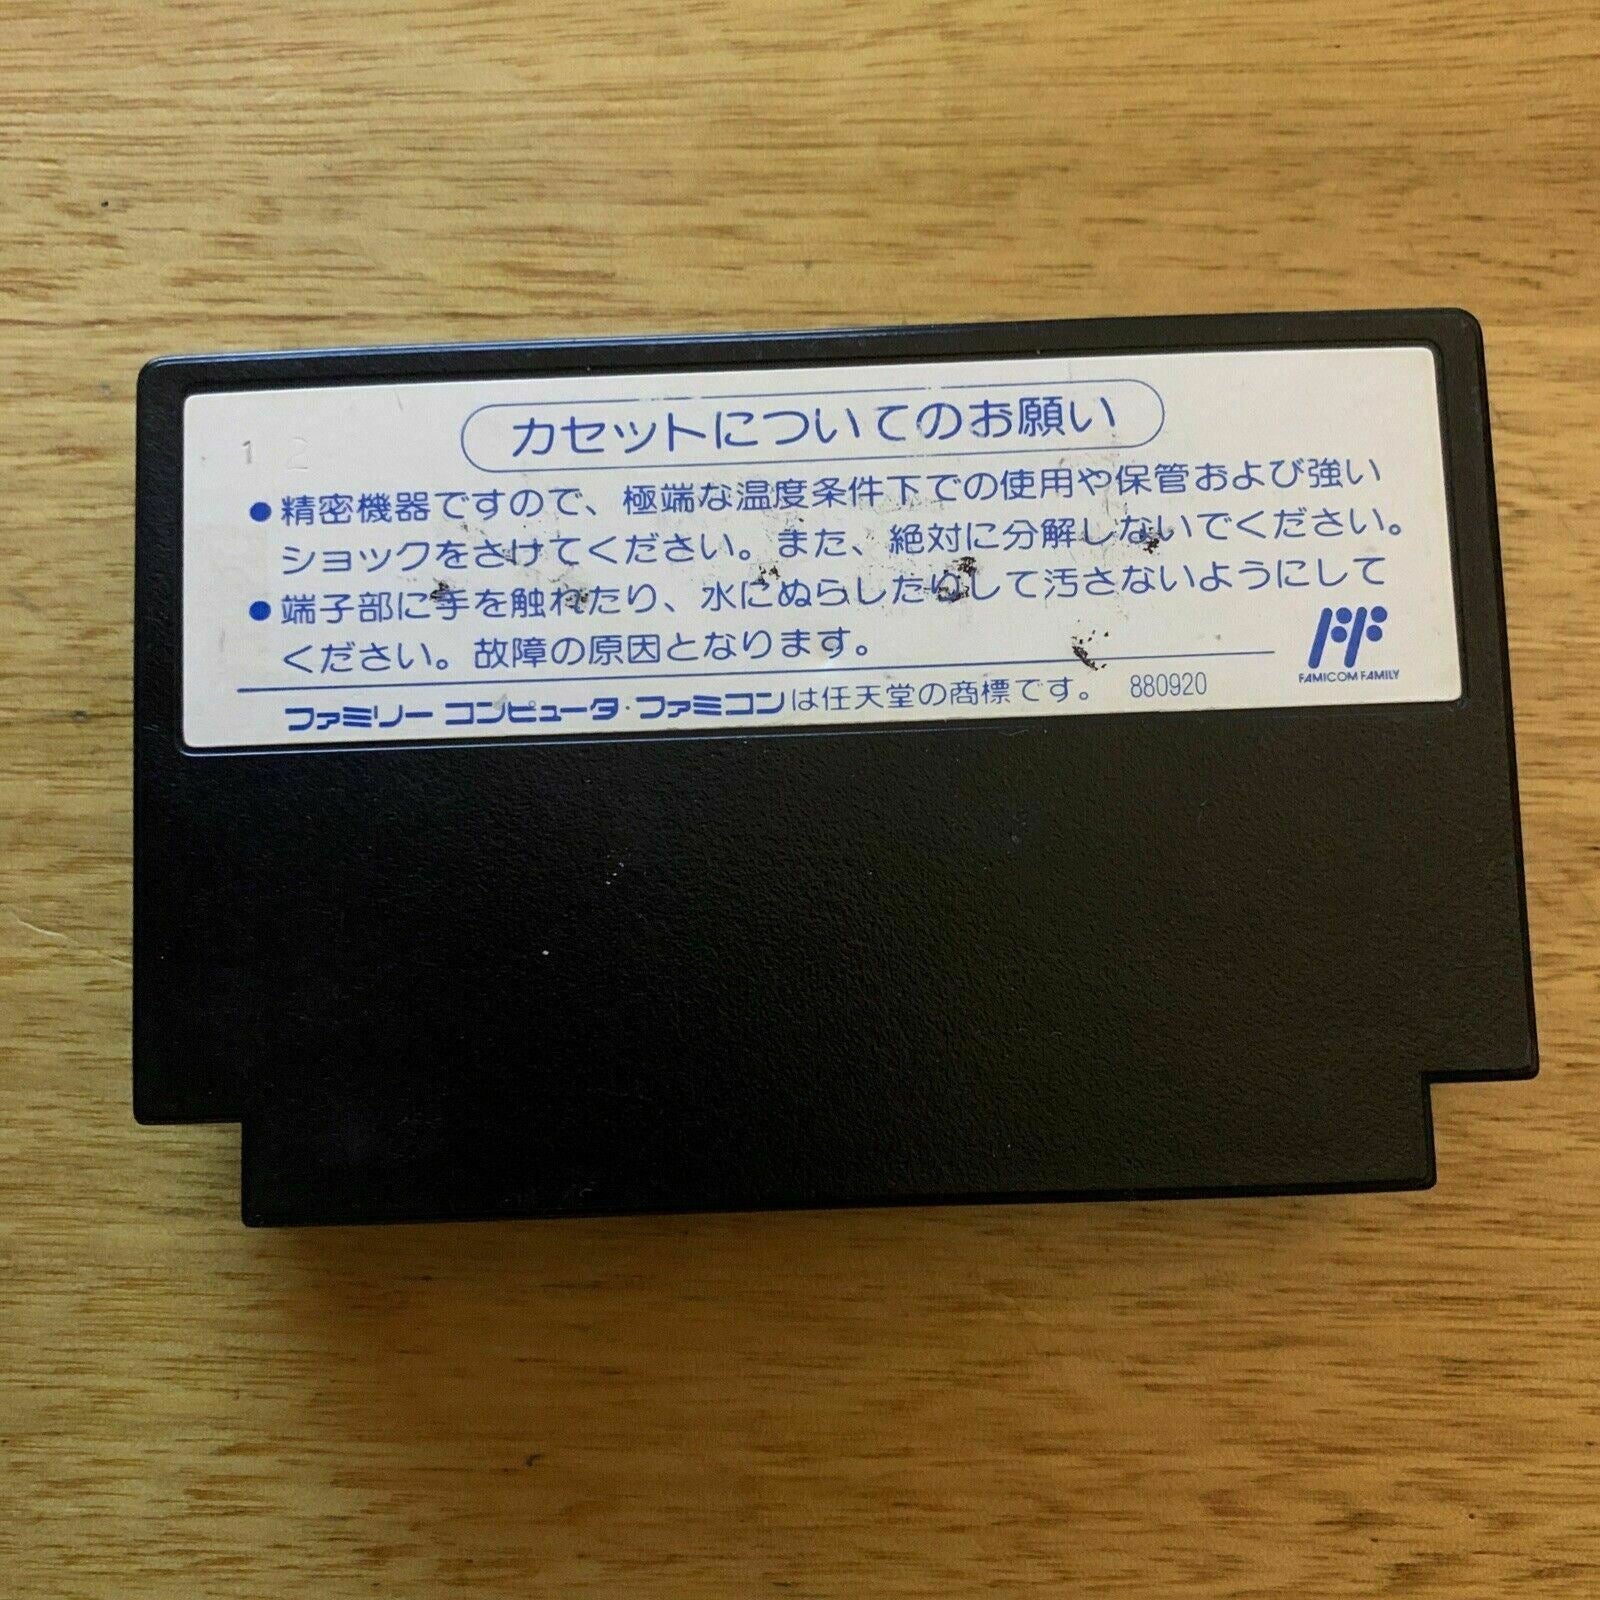 カセットについてのお願い
1 2
●精密機器ですので、極端な温度条件下での使用や保管および強い
ショックをさけてください。また、絶対に分解しないでください。
●端子部に手を触れたり、水にぬらしたりして汚さないようにして
ください。故障の原因となります。
FAMICOM FAMILY
ファミリー コンピュータ・ファミコンは任天堂の商標です。 880920